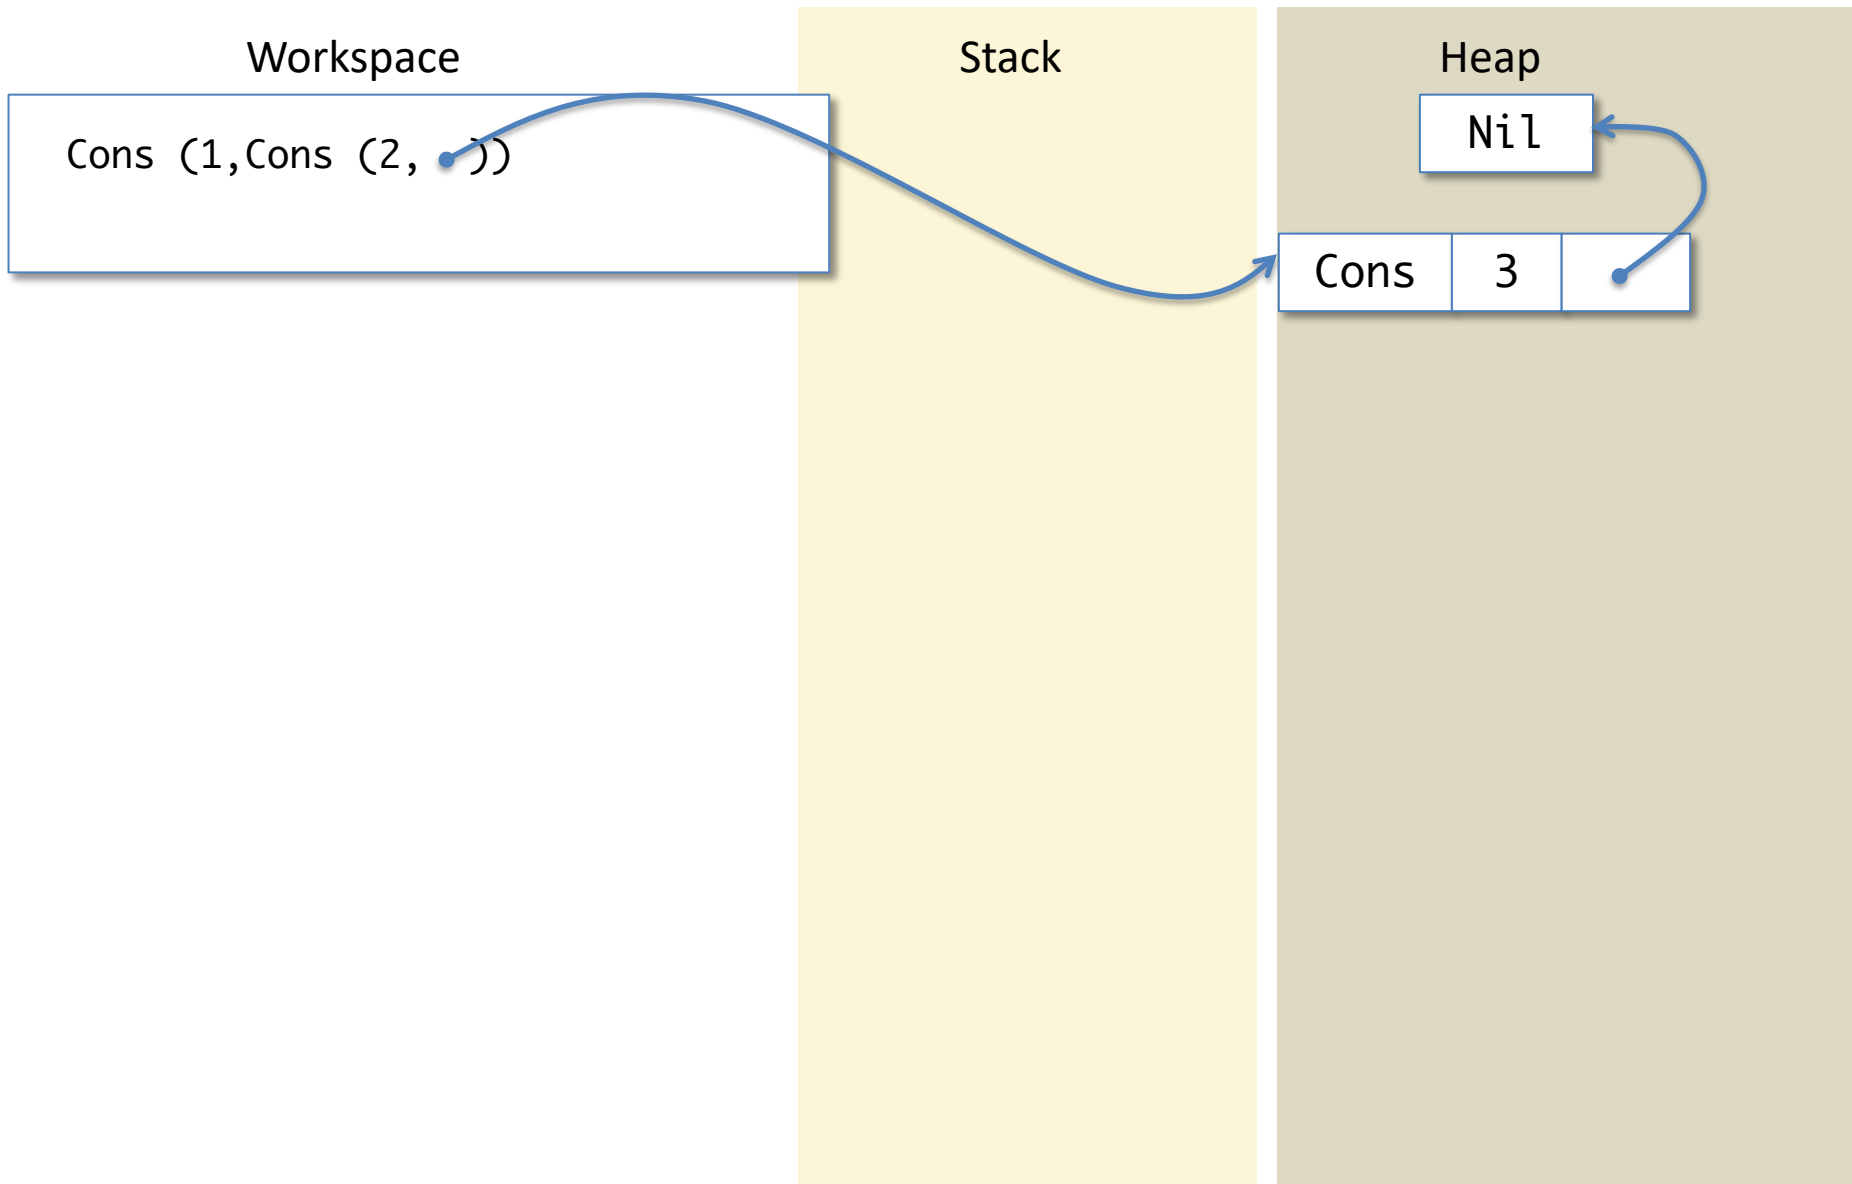 Workspace
Stack
Heap
Cons (1,Cons (2, ))
Nil
Cons 3